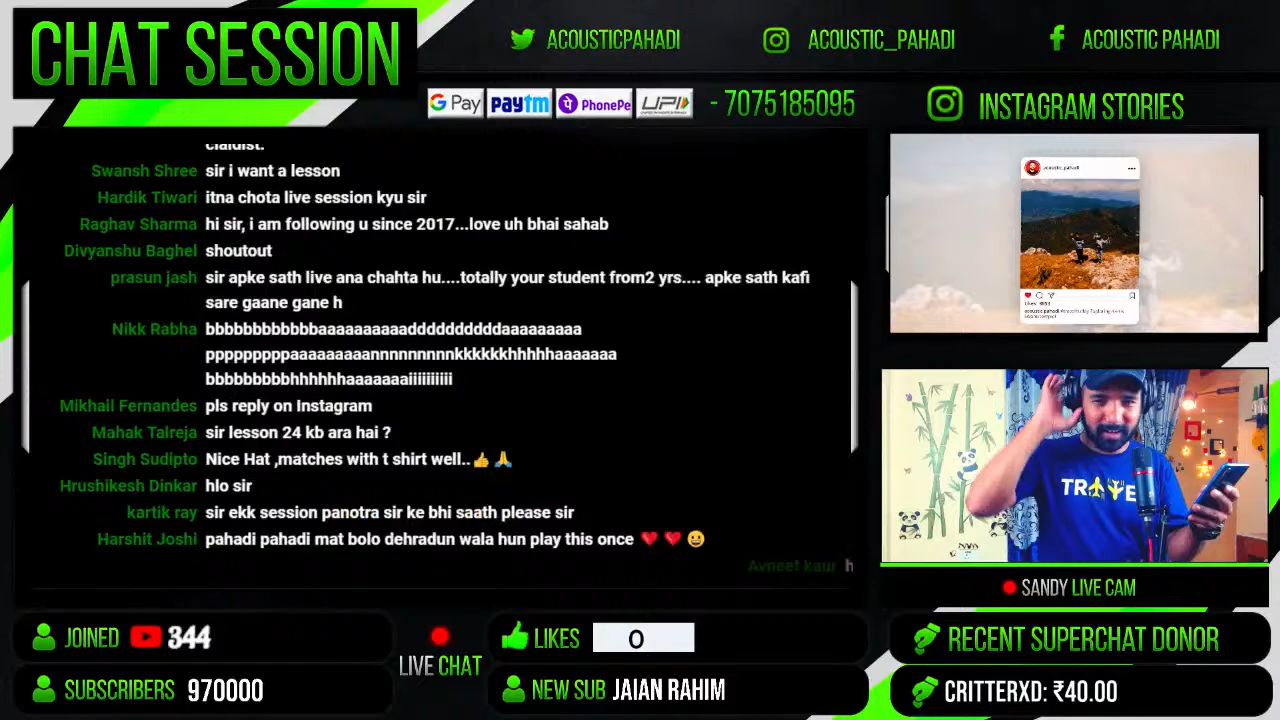 CHAT SESSION
ACOUSTICPAHADI
ACOUSTIC_PAHADI
ACOUSTIC PAHADI
G Pay paytm PhonePe UPI - 7075185095
INSTAGRAM STORIES
Swansh Shree sir i want a lesson
Hardik Tiwari itna chota live session kyu sir
Raghav Sharma hi sir, i am following u since 2017...love uh bhai sahab
Divyanshu Baghel shoutout
prasun jash sir apke sath live ana chahta hu....totally your student from2 yrs.... apke sath kafi
sare gaane gane h
Nikk Rabha bbbbbbbbbbbbaaaaaaaaaaddddddddddaaaaaaaaa
pppppppppaaaaaaaaannnnnnnnnkkkkkkhhhhhaaaaaaa
bbbbbbbbbbhhhhhhaaaaaaaiiiiiiiiii
Mikhail Fernandes pls reply on Instagram
Mahak Talreja sir lesson 24 kb ara hai ?
Singh Sudipto Nice Hat ,matches with t shirt well..👍🙏
Hrushikesh Dinkar hlo sir
kartik ray sir ekk session panotra sir ke bhi saath please sir
Harshit Joshi pahadi pahadi mat bolo dehradun wala hun play this once ❤️ ❤️ 😀
Avneet kaur h
acoustic_pahadi
TRAVEL
SANDY LIVE CAM
JOINED 344
LIVE CHAT
LIKES 0
RECENT SUPERCHAT DONOR
SUBSCRIBERS 970000
NEW SUB JAIAN RAHIM
CRITTERXD: ₹40.00